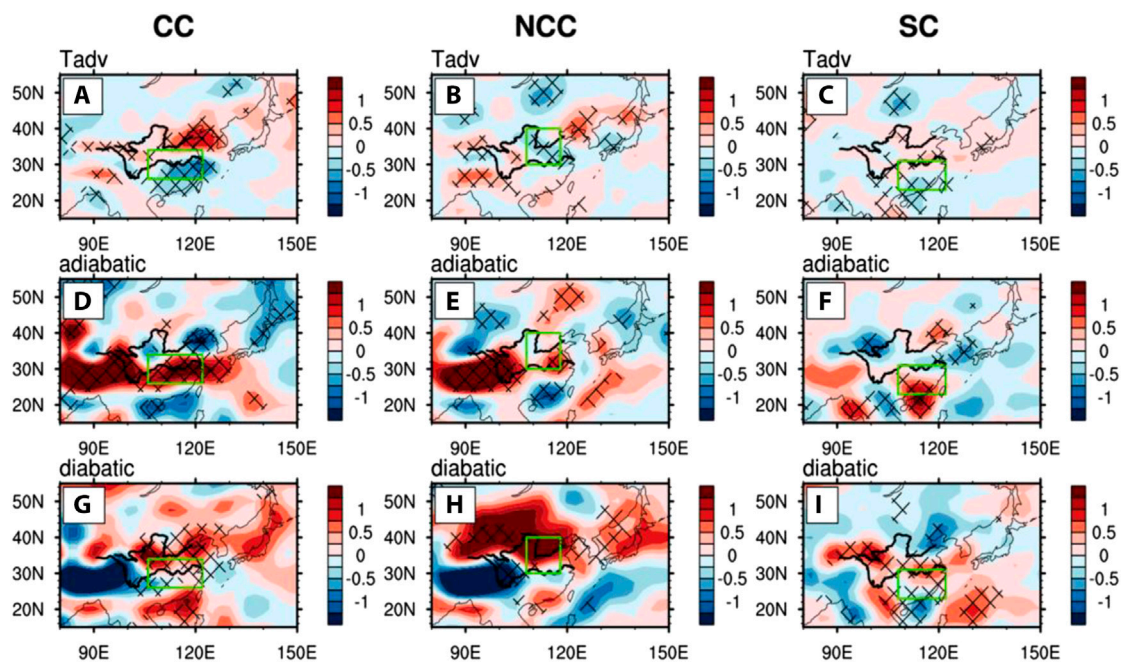 CC NCC SC
Tadv Tadv Tadv
A B C
50N 50N 50N
40N 40N 40N
30N 30N 30N
20N 20N 20N
1 1 1
0.5 0.5 0.5
0 0 0
-0.5 -0.5 -0.5
-1 -1 -1
90E 120E 150E 90E 120E 150E 90E 120E 150E
adiabatic adiabatic adiabatic
D E F
50N 50N 50N
40N 40N 40N
30N 30N 30N
20N 20N 20N
1 1 1
0.5 0.5 0.5
0 0 0
-0.5 -0.5 -0.5
-1 -1 -1
90E 120E 150E 90E 120E 150E 90E 120E 150E
diabatic diabatic diabatic
G H I
50N 50N 50N
40N 40N 40N
30N 30N 30N
20N 20N 20N
1 1 1
0.5 0.5 0.5
0 0 0
-0.5 -0.5 -0.5
-1 -1 -1
90E 120E 150E 90E 120E 150E 90E 120E 150E